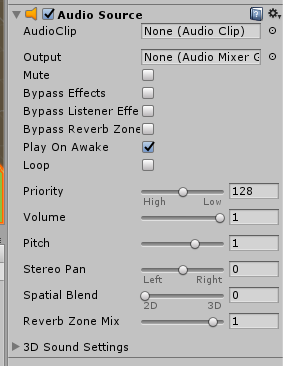 Audio Source
AudioClip None (Audio Clip)
Output None (Audio Mixer G
Mute
Bypass Effects
Bypass Listener Effe
Bypass Reverb Zone
Play On Awake
Loop
Priority 128
High Low
Volume 1
Pitch 1
Stereo Pan 0
Left Right
Spatial Blend 0
2D 3D
Reverb Zone Mix 1
3D Sound Settings